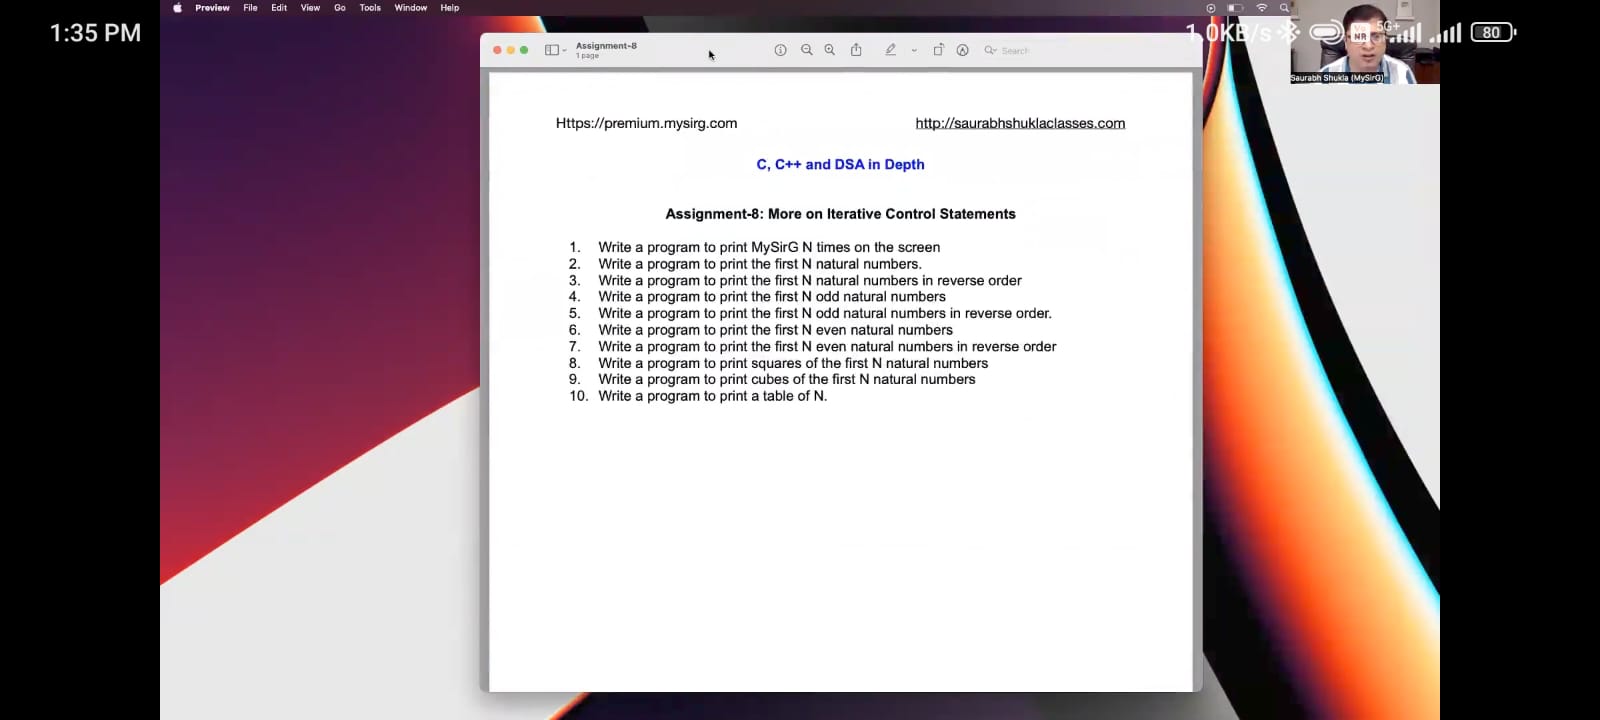 1:35 PM
Preview File Edit View Go Tools Window Help
1.0KB/s 5G+ 80
Assignment-8
1 page
Search
Saurabh Shukla (MySirG)
Https://premium.mysirg.com http://saurabhshuklaclasses.com
C, C++ and DSA in Depth
Assignment-8: More on Iterative Control Statements
1. Write a program to print MySirG N times on the screen
2. Write a program to print the first N natural numbers.
3. Write a program to print the first N natural numbers in reverse order
4. Write a program to print the first N odd natural numbers
5. Write a program to print the first N odd natural numbers in reverse order.
6. Write a program to print the first N even natural numbers
7. Write a program to print the first N even natural numbers in reverse order
8. Write a program to print squares of the first N natural numbers
9. Write a program to print cubes of the first N natural numbers
10. Write a program to print a table of N.